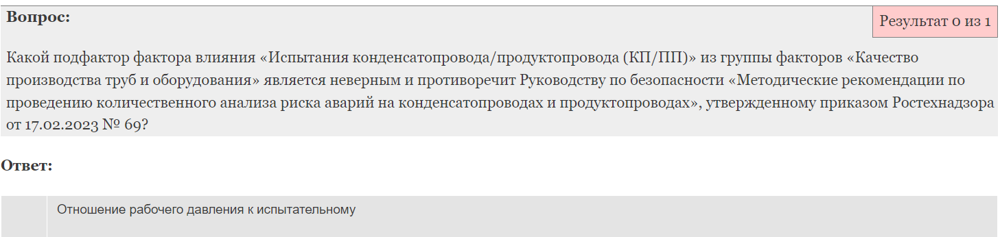 Вопрос:
Результат 0 из 1
Какой подфактор фактора влияния «Испытания конденсатопровода/продуктопровода (КП/ПП)» из группы факторов «Качество
производства труб и оборудования» является неверным и противоречит Руководству по безопасности «Методические рекомендации по
проведению количественного анализа риска аварий на конденсатопроводах и продуктопроводах», утвержденному приказом Ростехнадзора
от 17.02.2023 № 69?
Ответ:
Отношение рабочего давления к испытательному